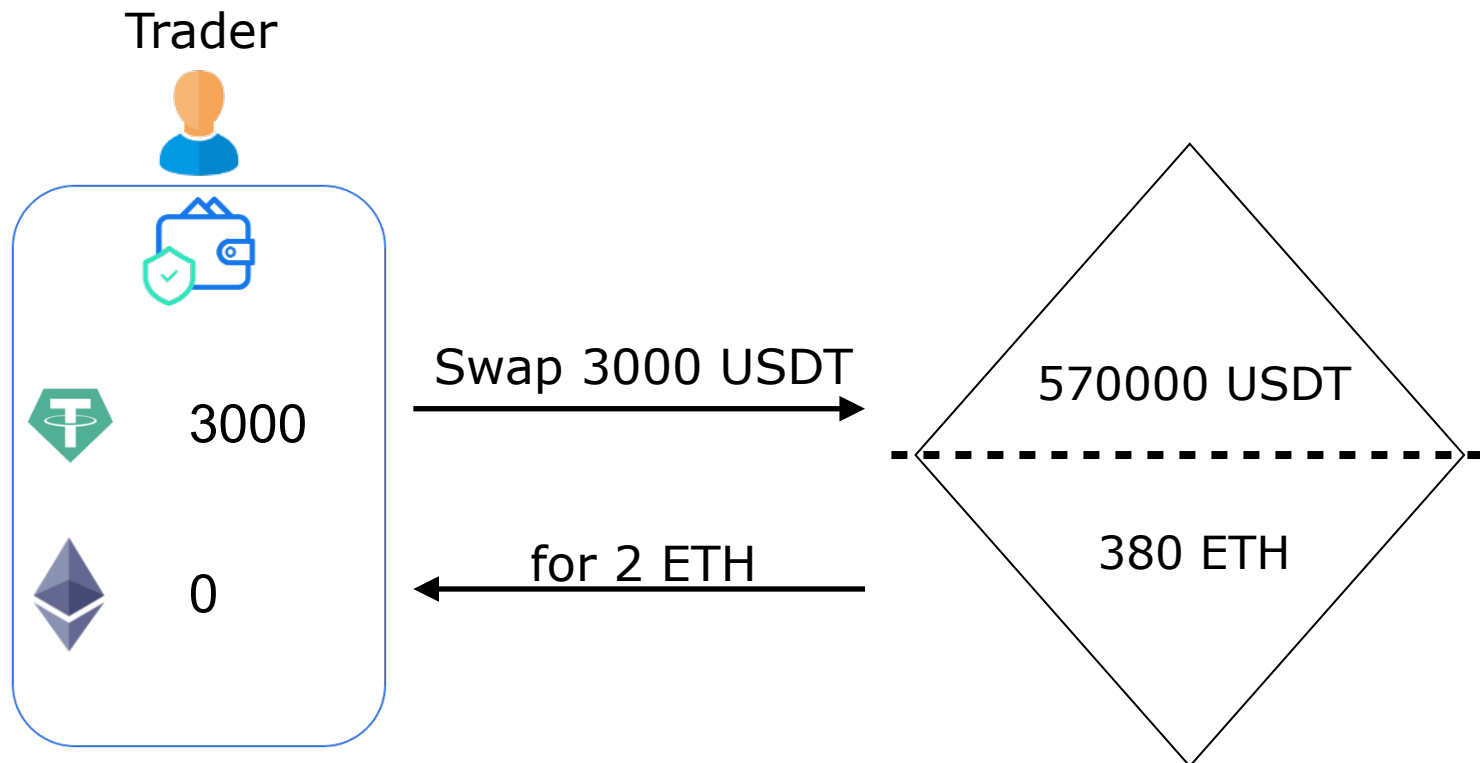 Trader
3000
0
Swap 3000 USDT
for 2 ETH
570000 USDT
380 ETH